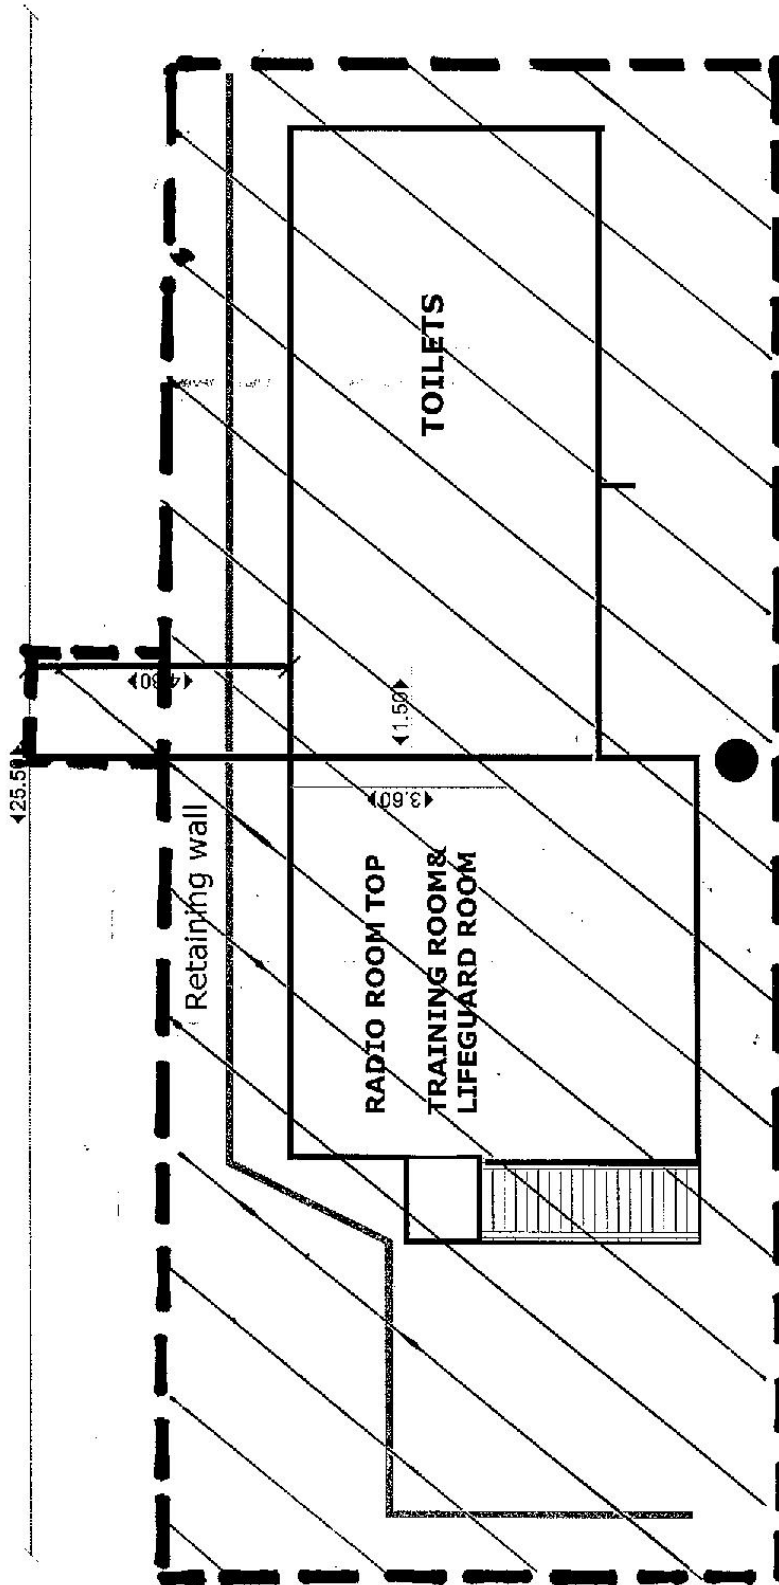 25.50
4.80
Retaining wall
TOILETS
1.50
3.60
RADIO ROOM TOP
TRAINING ROOM&
LIFEGUARD ROOM